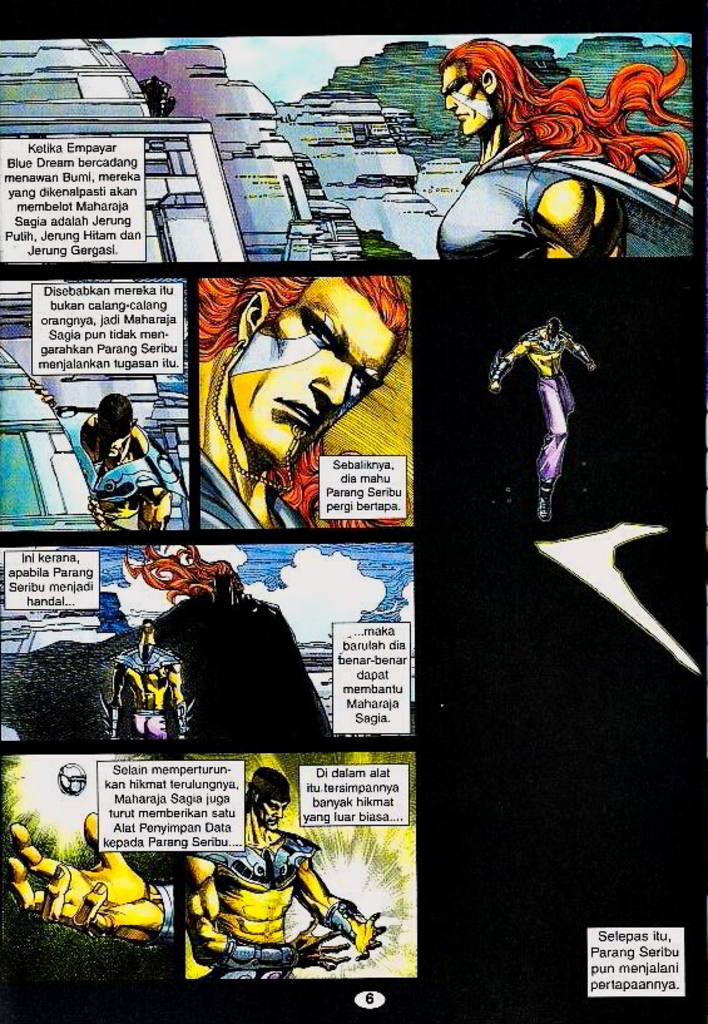 Ketika Empayar
Blue Dream bercadang
menawan Bumi, mereka
yang dikenalpasti akan
membelot Maharaja
Sagia adalah Jerung
Putih, Jerung Hitam dan
Jerung Gergasi.
Disebabkan mereka itu
bukan calang-calang
orangnya, jadi Maharaja
Sagia pun tidak men-
garahkan Parang Seribu
menjalankan tugasan itu.
Sebaliknya,
dia mahu
Parang Seribu
pergi bertapa.
Ini kerana,
apabila Parang
Seribu menjadi
handal...
...maka
barulah dia
benar-benar
dapat
membantu
Maharaja
Sagia.
Selain memperturun-
kan hikmat terulungnya,
Maharaja Sagia juga
turut memberikan satu
Alat Penyimpan Data
kepada Parang Seribu....
Di dalam alat
itu tersimpannya
banyak hikmat
yang luar biasa....
Selepas itu,
Parang Seribu
pun menjalani
pertapaannya.
6